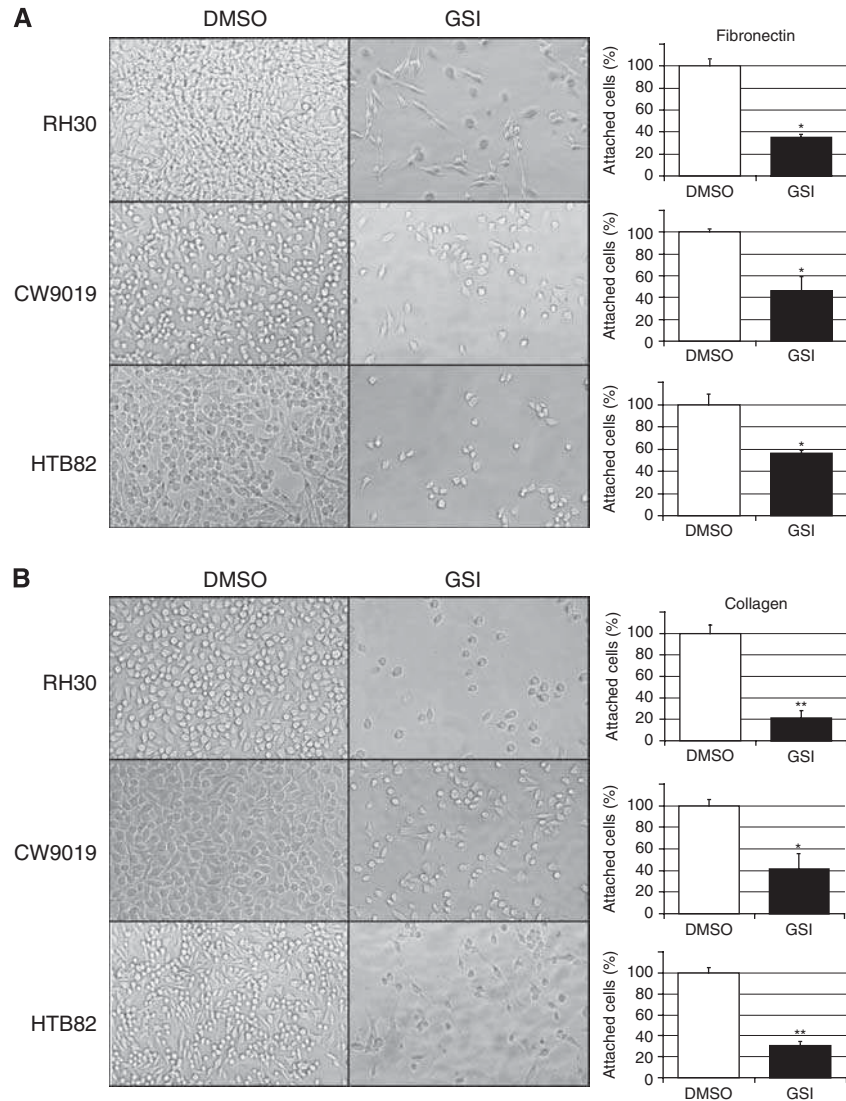 A
DMSO
GSI
RH30
CW9019
HTB82
Fibronectin
Attached cells (%)
100
80
60
40
20
0
*
DMSO
GSI
Attached cells (%)
100
80
60
40
20
0
*
DMSO
GSI
Attached cells (%)
100
80
60
40
20
0
*
DMSO
GSI
B
DMSO
GSI
RH30
CW9019
HTB82
Collagen
Attached cells (%)
100
80
60
40
20
0
**
DMSO
GSI
Attached cells (%)
100
80
60
40
20
0
*
DMSO
GSI
Attached cells (%)
100
80
60
40
20
0
**
DMSO
GSI